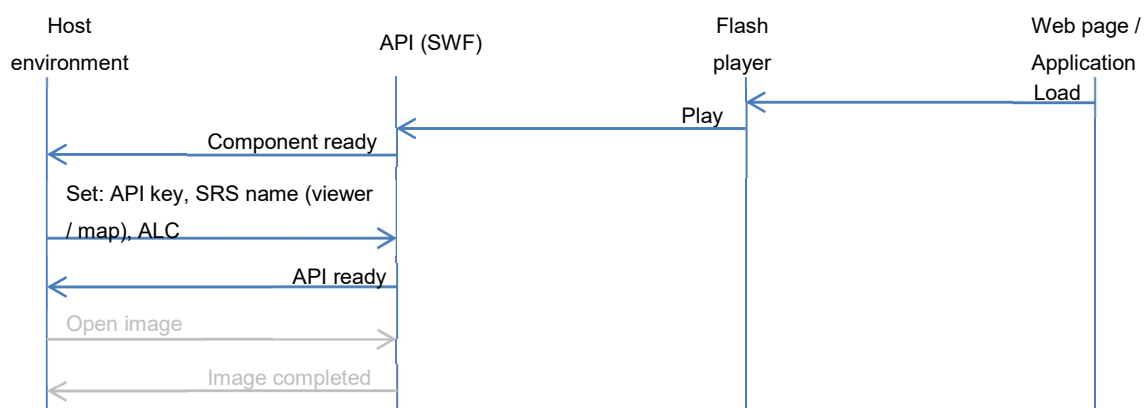 Host
environment
API (SWF)
Flash
player
Web page /
Application
Load
Play
Component ready
Set: API key, SRS name (viewer
/ map), ALC
API ready
Open image
Image completed